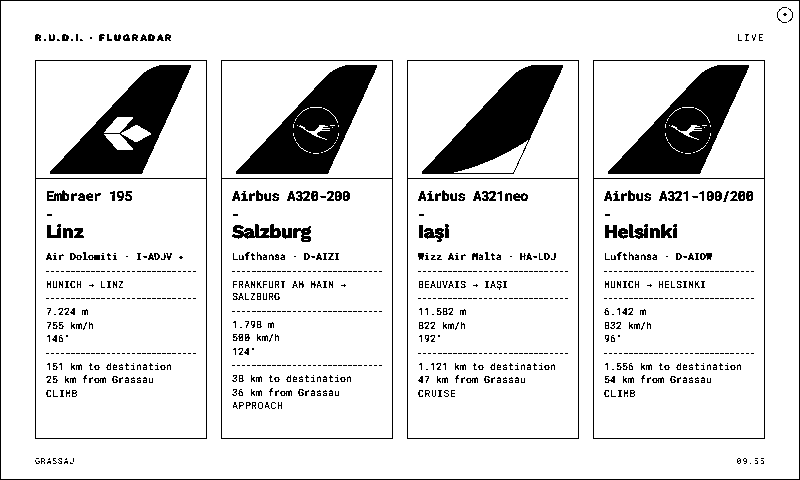 R.U.D.I. · FLUGRADAR
LIVE
Embraer 195
-
Linz
Air Dolomiti · I-ADJV ✦
MUNICH → LINZ
7.224 m
755 km/h
146°
151 km to destination
25 km from Grassau
CLIMB
Airbus A320-200
-
Salzburg
Lufthansa · D-AIZI
FRANKFURT AM MAIN →
SALZBURG
1.798 m
500 km/h
124°
38 km to destination
36 km from Grassau
APPROACH
Airbus A321neo
-
Iași
Wizz Air Malta · HA-LDJ
BEAUVAIS → IAȘI
11.582 m
822 km/h
192°
1.121 km to destination
47 km from Grassau
CRUISE
Airbus A321-100/200
-
Helsinki
Lufthansa · D-AIDW
MUNICH → HELSINKI
6.142 m
832 km/h
96°
1.556 km to destination
54 km from Grassau
CLIMB
GRASSAU
09.55